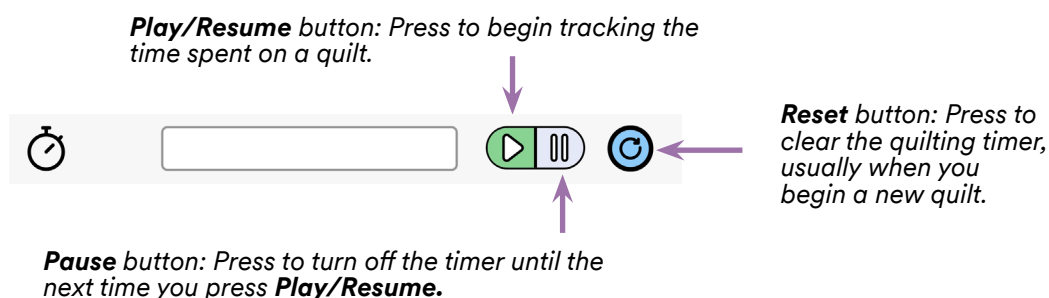 Play/Resume button: Press to begin tracking the
time spent on a quilt.
Reset button: Press to
clear the quilting timer,
usually when you
begin a new quilt.
Pause button: Press to turn off the timer until the
next time you press Play/Resume.